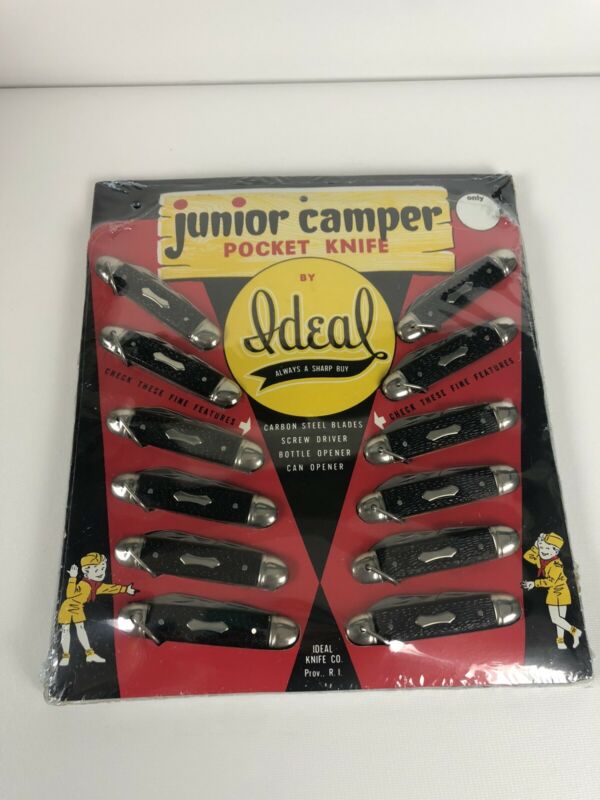 only
junior camper
POCKET KNIFE
BY
Ideal
ALWAYS A SHARP BUY
CHECK THESE FINE FEATURES
CHECK THESE FINE FEATURES
CARBON STEEL BLADES
SCREW DRIVER
BOTTLE OPENER
CAN OPENER
IDEAL
KNIFE CO.
PROV., R. I.